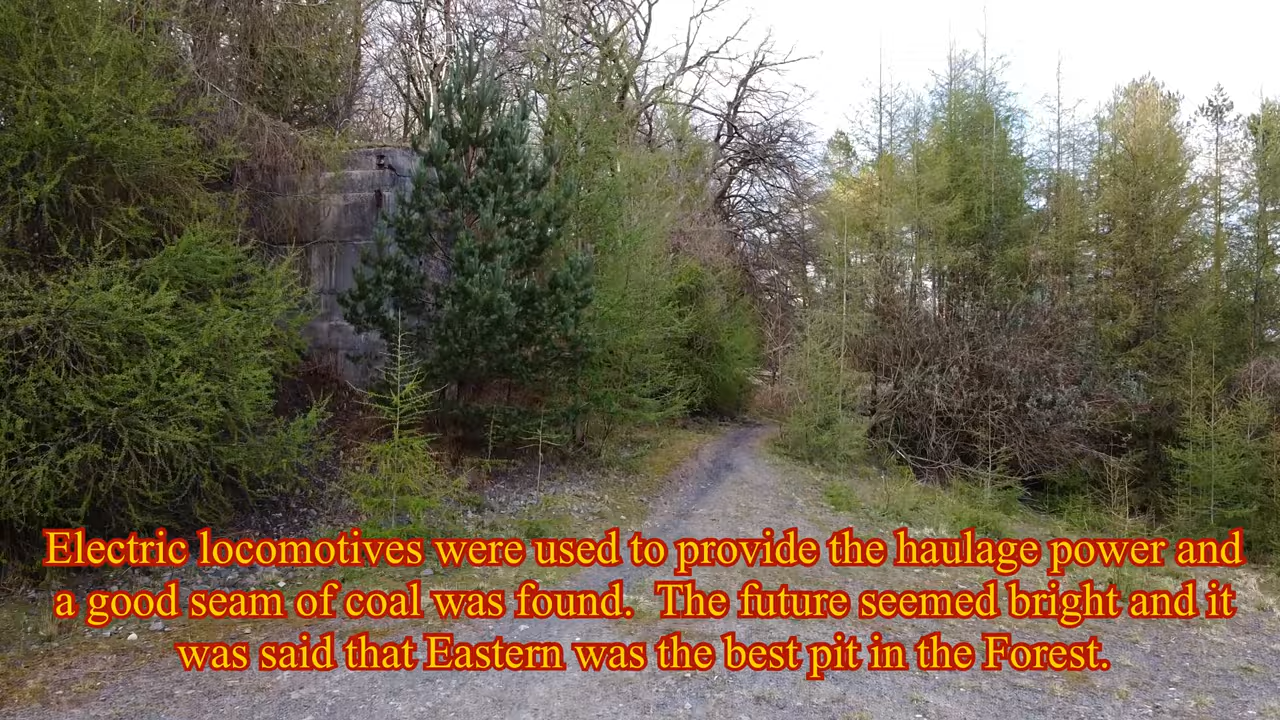 Electric locomotives were used to provide the haulage power and
a good seam of coal was found.  The future seemed bright and it
was said that Eastern was the best pit in the Forest.